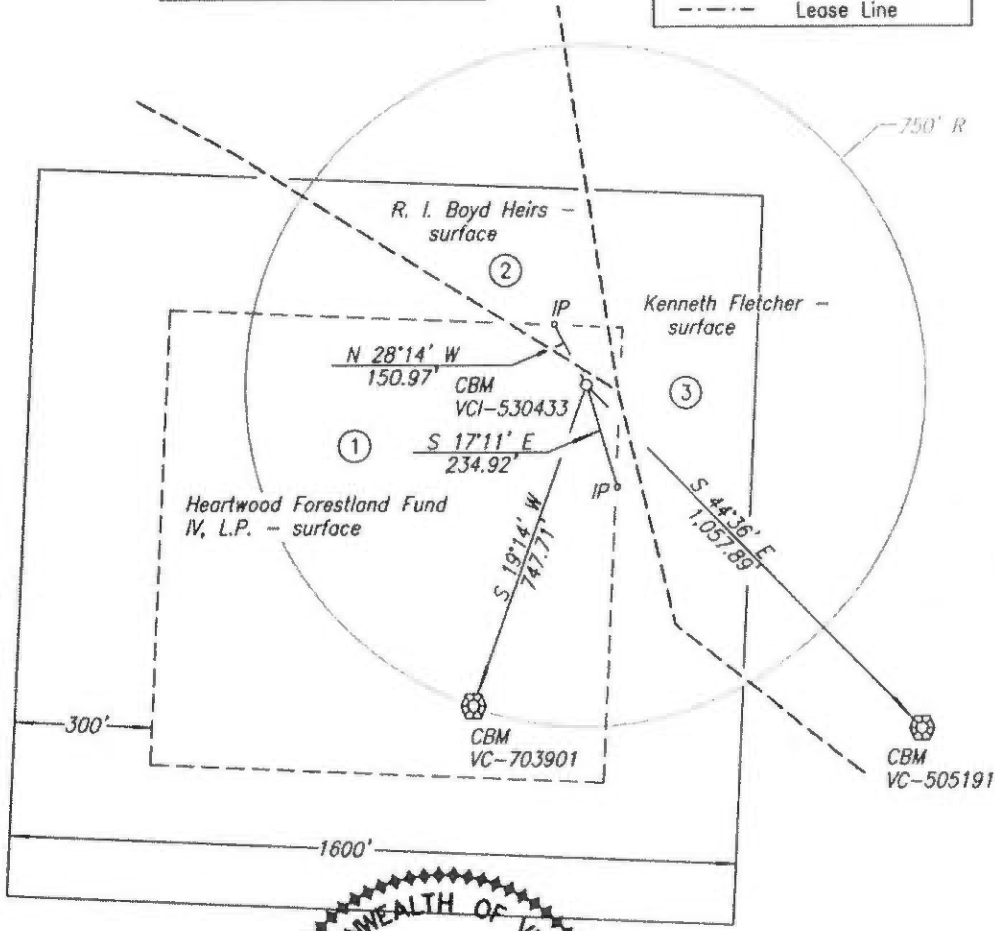 Lease Line
750' R
R. I. Boyd Heirs –
surface
2
Kenneth Fletcher –
surface
IP
N 28°14' W
150.97'
CBM
VCI-530433
3
1
S 17°11' E
234.92'
IP
Heartwood Forestland Fund
IV, L.P. – surface
S 19°14' W
747.71'
S 44°36' E
1,057.89'
300'
CBM
VC-703901
CBM
VC-505191
1600'
WEALTH OF